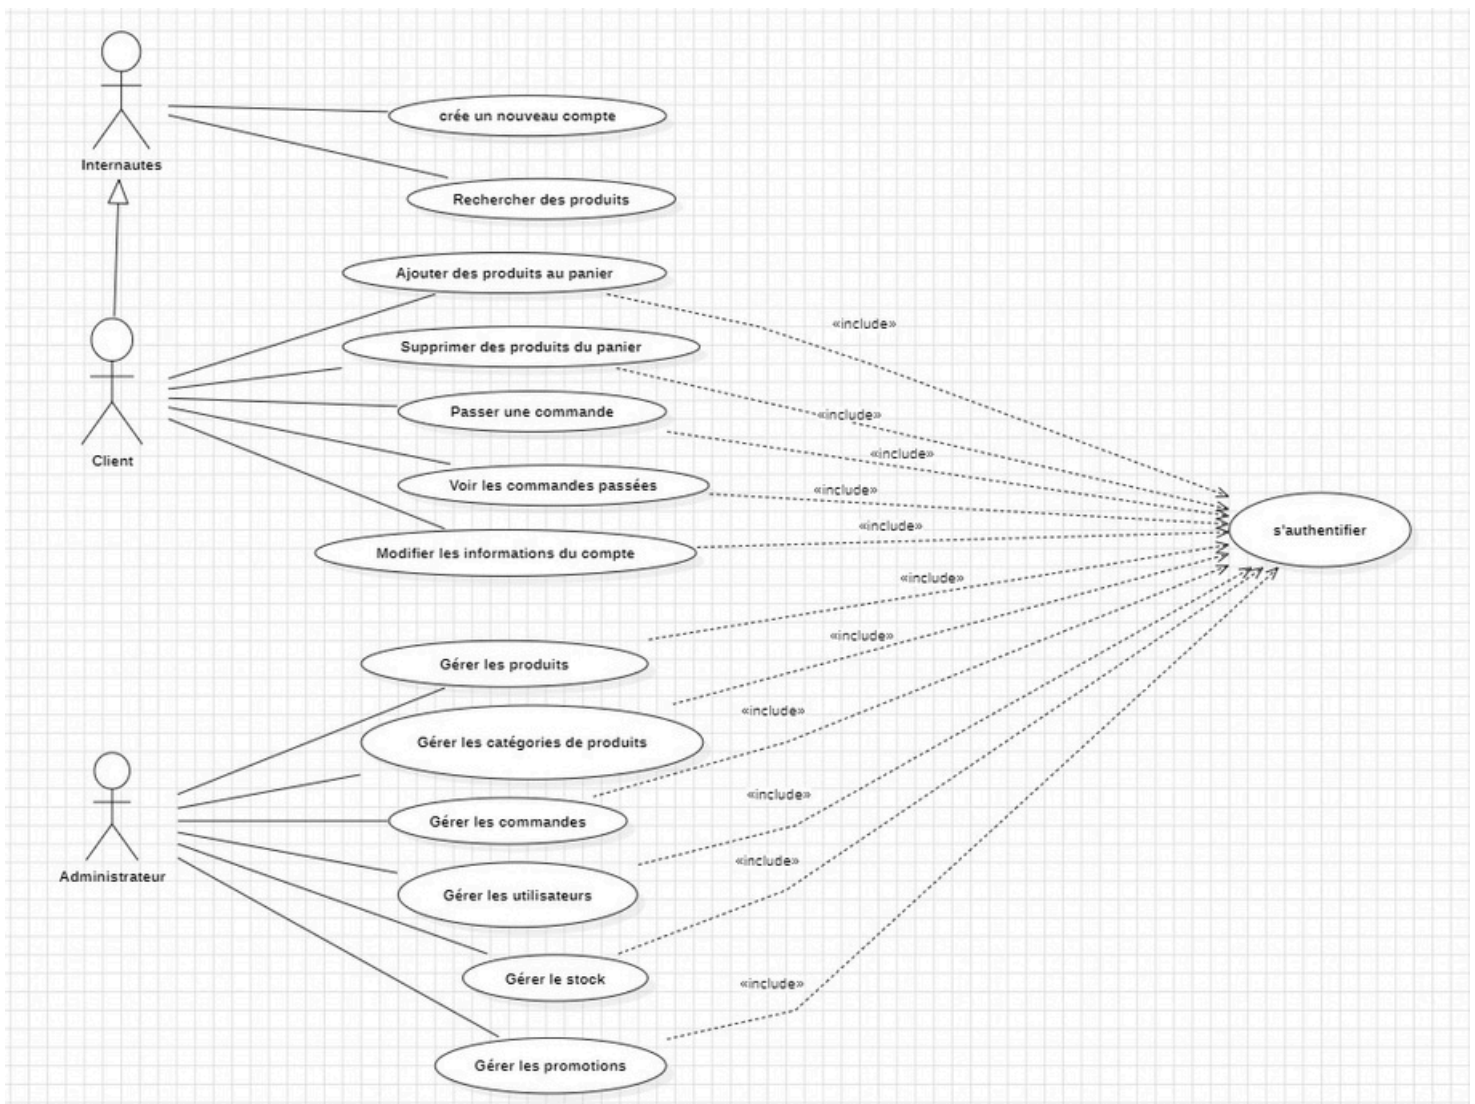 crée un nouveau compte
Internautes
Rechercher des produits
Ajouter des produits au panier
«include»
Supprimer des produits du panier
Passer une commande
«include»
«include»
Client
Voir les commandes passées
«include»
«include»
s'authentifier
Modifier les informations du compte
«include»
«include»
Gérer les produits
«include»
Gérer les catégories de produits
«include»
Gérer les commandes
«include»
Administrateur
Gérer les utilisateurs
Gérer le stock
«include»
Gérer les promotions